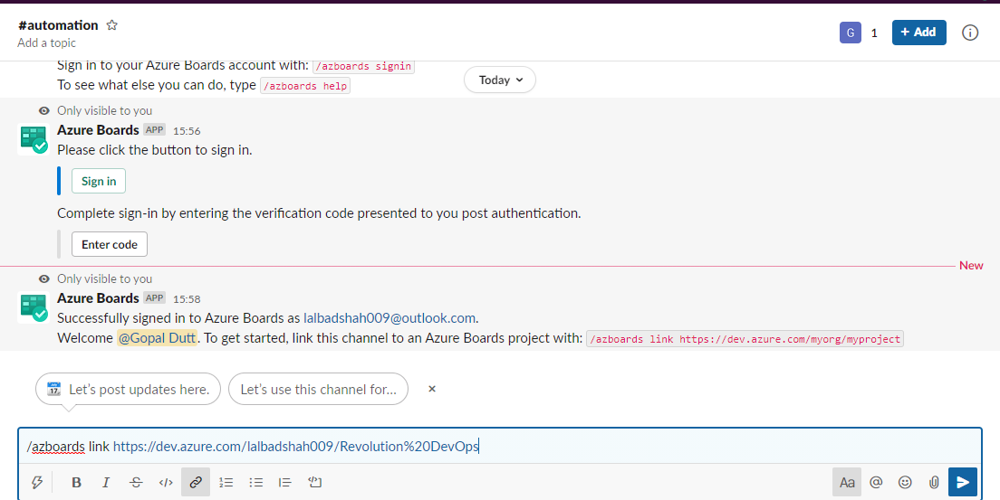 #automation
Add a topic
G 1 + Add
Sign in to your Azure Boards account with: /azboards signin
To see what else you can do, type /azboards help
Today
Only visible to you
Azure Boards APP 15:56
Please click the button to sign in.
Sign in
Complete sign-in by entering the verification code presented to you post authentication.
Enter code
New
Only visible to you
Azure Boards APP 15:58
Successfully signed in to Azure Boards as lalbadshah009@outlook.com.
Welcome @Gopal Dutt. To get started, link this channel to an Azure Boards project with: /azboards link https://dev.azure.com/myorg/myproject
17 Let's post updates here. Let's use this channel for... ×
/azboards link https://dev.azure.com/lalbadshah009/Revolution%20DevOps
B I S </> Aa @